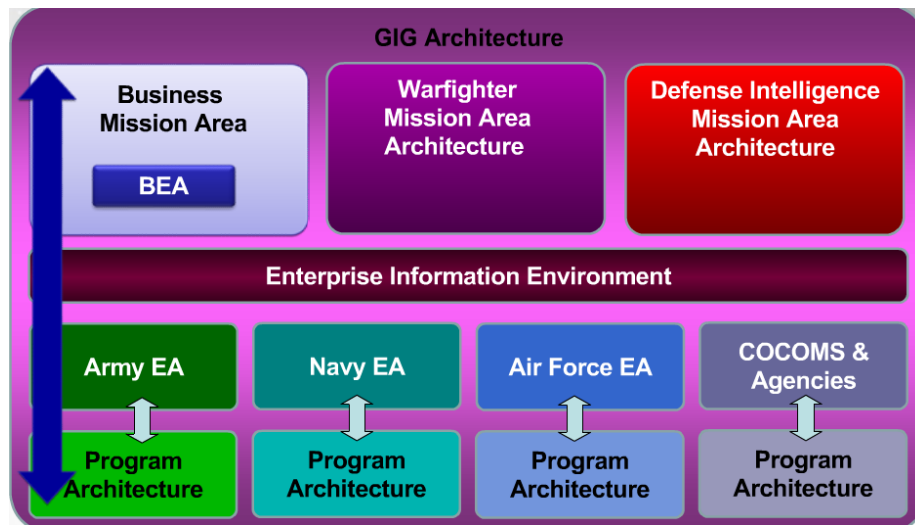 GIG Architecture
Business
Mission Area
BEA
Warfighter
Mission Area
Architecture
Defense Intelligence
Mission Area
Architecture
Enterprise Information Environment
Army EA
Navy EA
Air Force EA
COCOMS &
Agencies
Program
Architecture
Program
Architecture
Program
Architecture
Program
Architecture